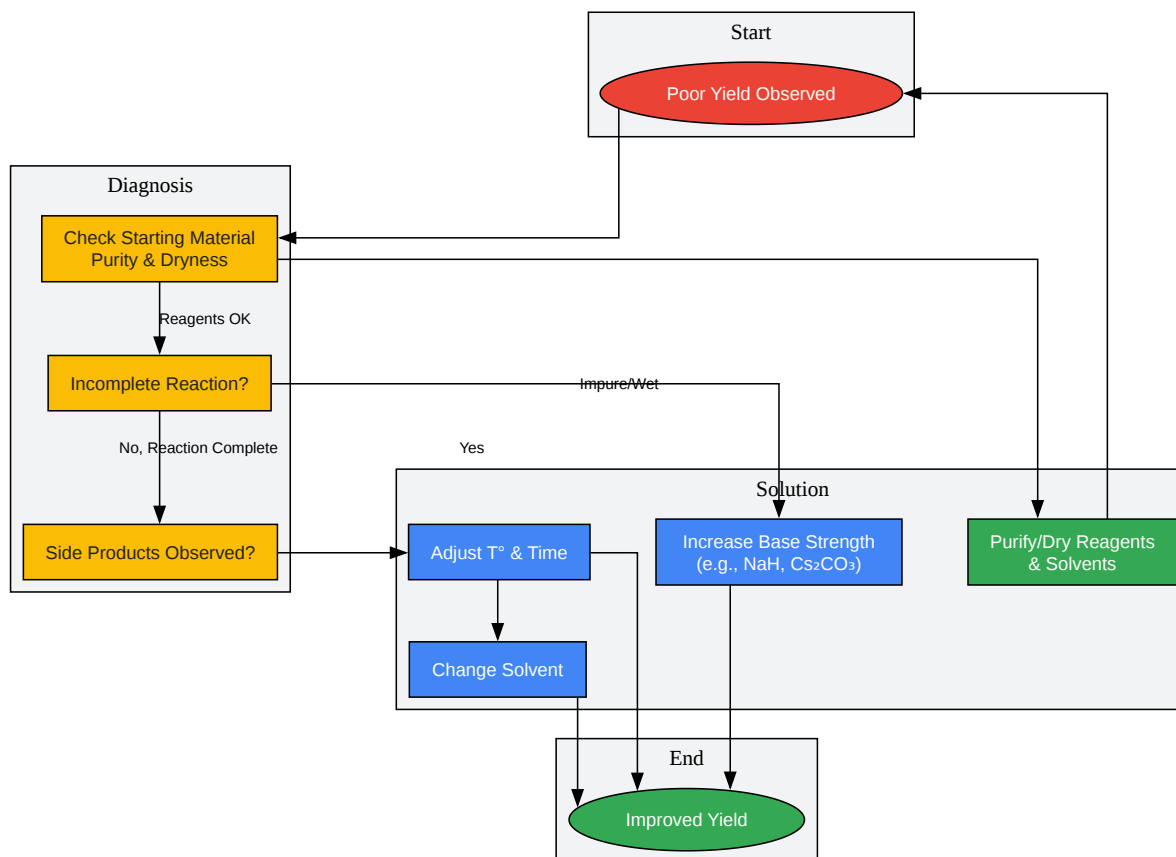 Start
Poor Yield Observed
Diagnosis
Check Starting Material
Purity & Dryness
Reagents OK
Incomplete Reaction?
Impure/Wet
No, Reaction Complete
Yes
Solution
Side Products Observed?
Adjust T° & Time
Increase Base Strength
(e.g., NaH, Cs₂CO₃)
Purify/Dry Reagents
& Solvents
Change Solvent
End
Improved Yield